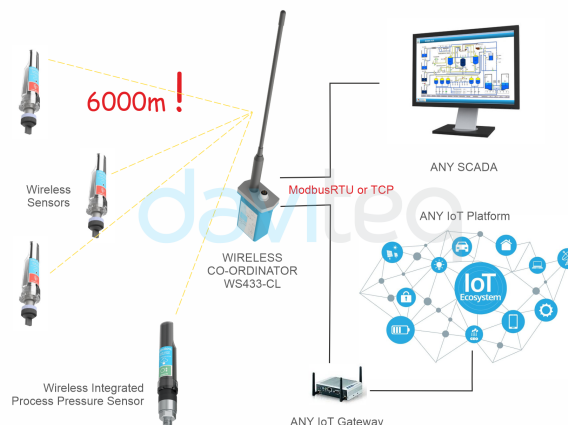 6000m !
Wireless
Sensors
WIRELESS
CO-ORDINATOR
WS433-CL
ModbusRTU or TCP
ANY SCADA
ANY IoT Platform
IoT
Ecosystem
daviteq
Wireless Integrated
Process Pressure Sensor
ANY IoT Gateway